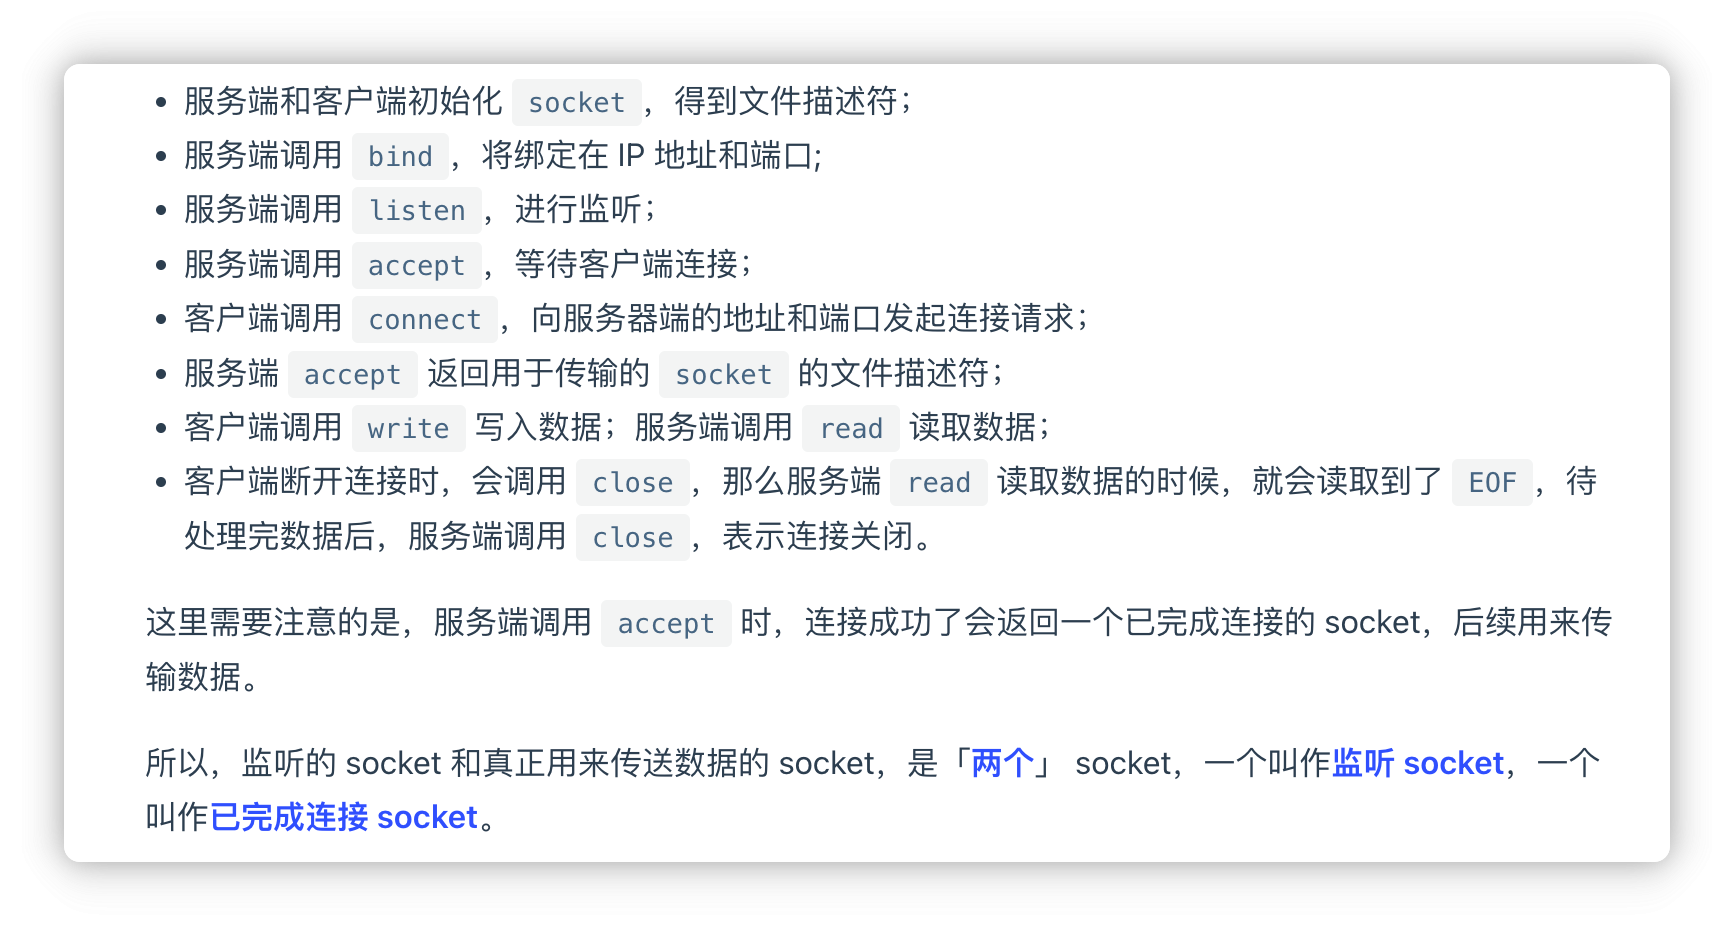 • 服务端和客户端初始化 socket，得到文件描述符；
• 服务端调用 bind，将绑定在 IP 地址和端口;
• 服务端调用 listen，进行监听；
• 服务端调用 accept，等待客户端连接；
• 客户端调用 connect，向服务器端的地址和端口发起连接请求；
• 服务端 accept 返回用于传输的 socket 的文件描述符；
• 客户端调用 write 写入数据；服务端调用 read 读取数据；
• 客户端断开连接时，会调用 close，那么服务端 read 读取数据的时候，就会读取到了 EOF，待
处理完数据后，服务端调用 close，表示连接关闭。
这里需要注意的是，服务端调用 accept 时，连接成功了会返回一个已完成连接的 socket，后续用来传
输数据。
所以，监听的 socket 和真正用来传送数据的 socket，是「两个」 socket，一个叫作监听 socket，一个
叫作已完成连接 socket。